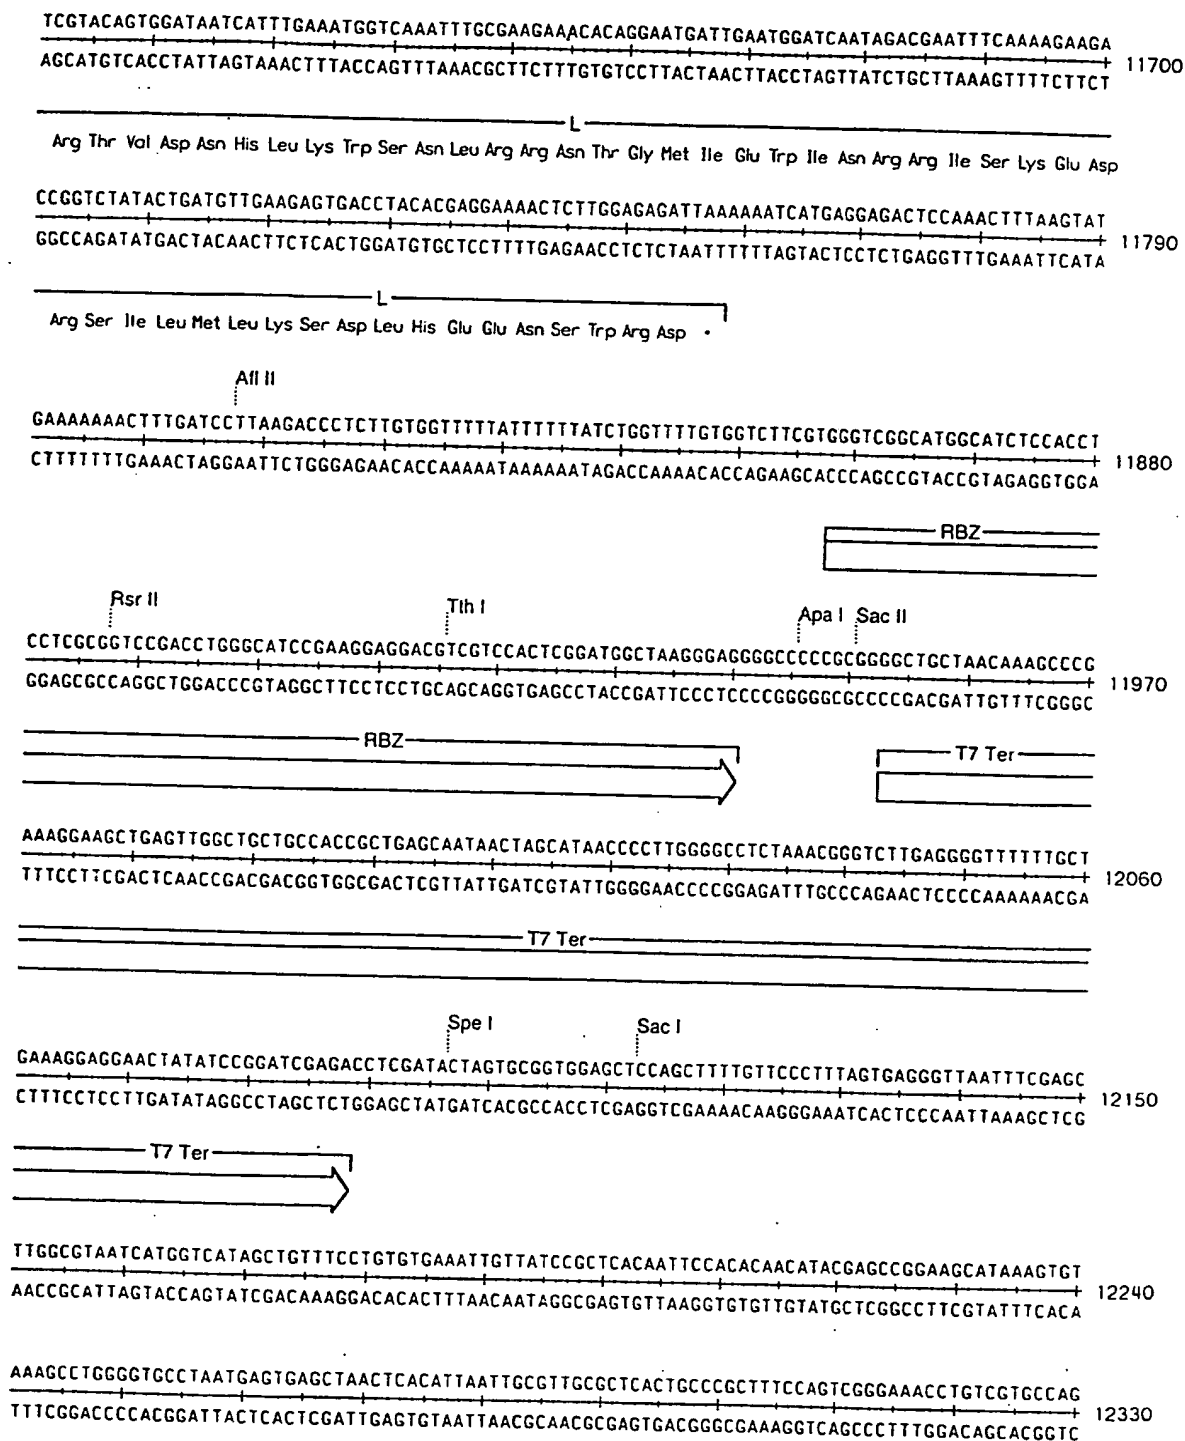 TCGTACAGTGGATAATCATTTGAAATGGTCAAATTTGCGAAGAAACACAGGAATGATTGAATGGATCAATAGACGAATTTCAAAAGAAGA
11700
AGCATGTCACCTATTAGTAAACTTTACCAGTTTAAACGCTTCTTTGTGTCCTTACTAACTTACCTAGTTATCTGCTTAAAGTTTTCTTCT
L
Arg Thr Val Asp Asn His Leu Lys Trp Ser Asn Leu Arg Arg Asn Thr Gly Met Ile Glu Trp Ile Asn Arg Arg Ile Ser Lys Glu Asp
CCGGTCTATACTGATGTTGAAGAGTGACCTACACGAGGAAAACTCTTGGAGAGATTAAAAAATCATGAGGAGACTCCAAACTTTAAGTAT
11790
GGCCAGATATGACTACAACTTCTCACTGGATGTGCTCCTTTTGAGAACCTCTCTAATTTTTTAGTACTCCTCTGAGGTTTGAAATTCATA
L
Arg Ser Ile Leu Met Leu Lys Ser Asp Leu His Glu Glu Asn Ser Trp Arg Asp ·
Afl II
GAAAAAAACTTTGATCCTTAAGACCCTCTTGTGGTTTTTATTTTTTATCTGGTTTTGTGGTCTTCGTGGGTCGGCATGGCATCTCCACCT
11880
CTTTTTTTGAAACTAGGAATTCTGGGAGAACACCAAAAATAAAAAATAGACCAAAACACCAGAAGCACCCAGCCGTACCGTAGAGGTGGA
RBZ
Rsr II Tth I Apa I Sac II
CCTCGCGGTCCGACCTGGGCATCCGAAGGAGGACGTCGTCCACTCGGATGGCTAAGGGAGGGGCCCCCGCGGGGCTGCTAACAAAGCCCG
11970
GGAGCGCCAGGCTGGACCCGTAGGCTTCCTCCTGCAGCAGGTGAGCCTACCGATTCCCTCCCCGGGGGCGCCCCGACGATTGTTTCGGGC
RBZ T7 Ter
AAAGGAAGCTGAGTTGGCTGCTGCCACCGCTGAGCAATAACTAGCATAACCCCTTGGGGCCTCTAAACGGGTCTTGAGGGGTTTTTTGCT
12060
TTTCCTTCGACTCAACCGACGACGGTGGCGACTCGTTATTGATCGTATTGGGGAACCCCGGAGATTTGCCCAGAACTCCCCAAAAAACGA
T7 Ter
Spe I Sac I
GAAAGGAGGAACTATATCCGGATCGAGACCTCGATACTAGTGCGGTGGAGCTCCAGCTTTTGTTCCCTTTAGTGAGGGTTAATTTCGAGC
12150
CTTTCCTCCTTGATATAGGCCTAGCTCTGGAGCTATGATCACGCCACCTCGAGGTCGAAAACAAGGGAAATCACTCCCAATTAAAGCTCG
T7 Ter
TTGGCGTAATCATGGTCATAGCTGTTTCCTGTGTGAAATTGTTATCCGCTCACAATTCCACACAACATACGAGCCGGAAGCATAAAGTGT
12240
AACCGCATTAGTACCAGTATCGACAAAGGACACACTTTAACAATAGGCGAGTGTTAAGGTGTGTTGTATGCTCGGCCTTCGTATTTCACA
AAAGCCTGGGGTGCCTAATGAGTGAGCTAACTCACATTAATTGCGTTGCGCTCACTGCCCGCTTTCCAGTCGGGAAACCTGTCGTGCCAG
12330
TTTCGGACCCCACGGATTACTCACTCGATTGAGTGTAATTAACGCAACGCGAGTGACGGGCGAAAGGTCAGCCCTTTGGACAGCACGGTC